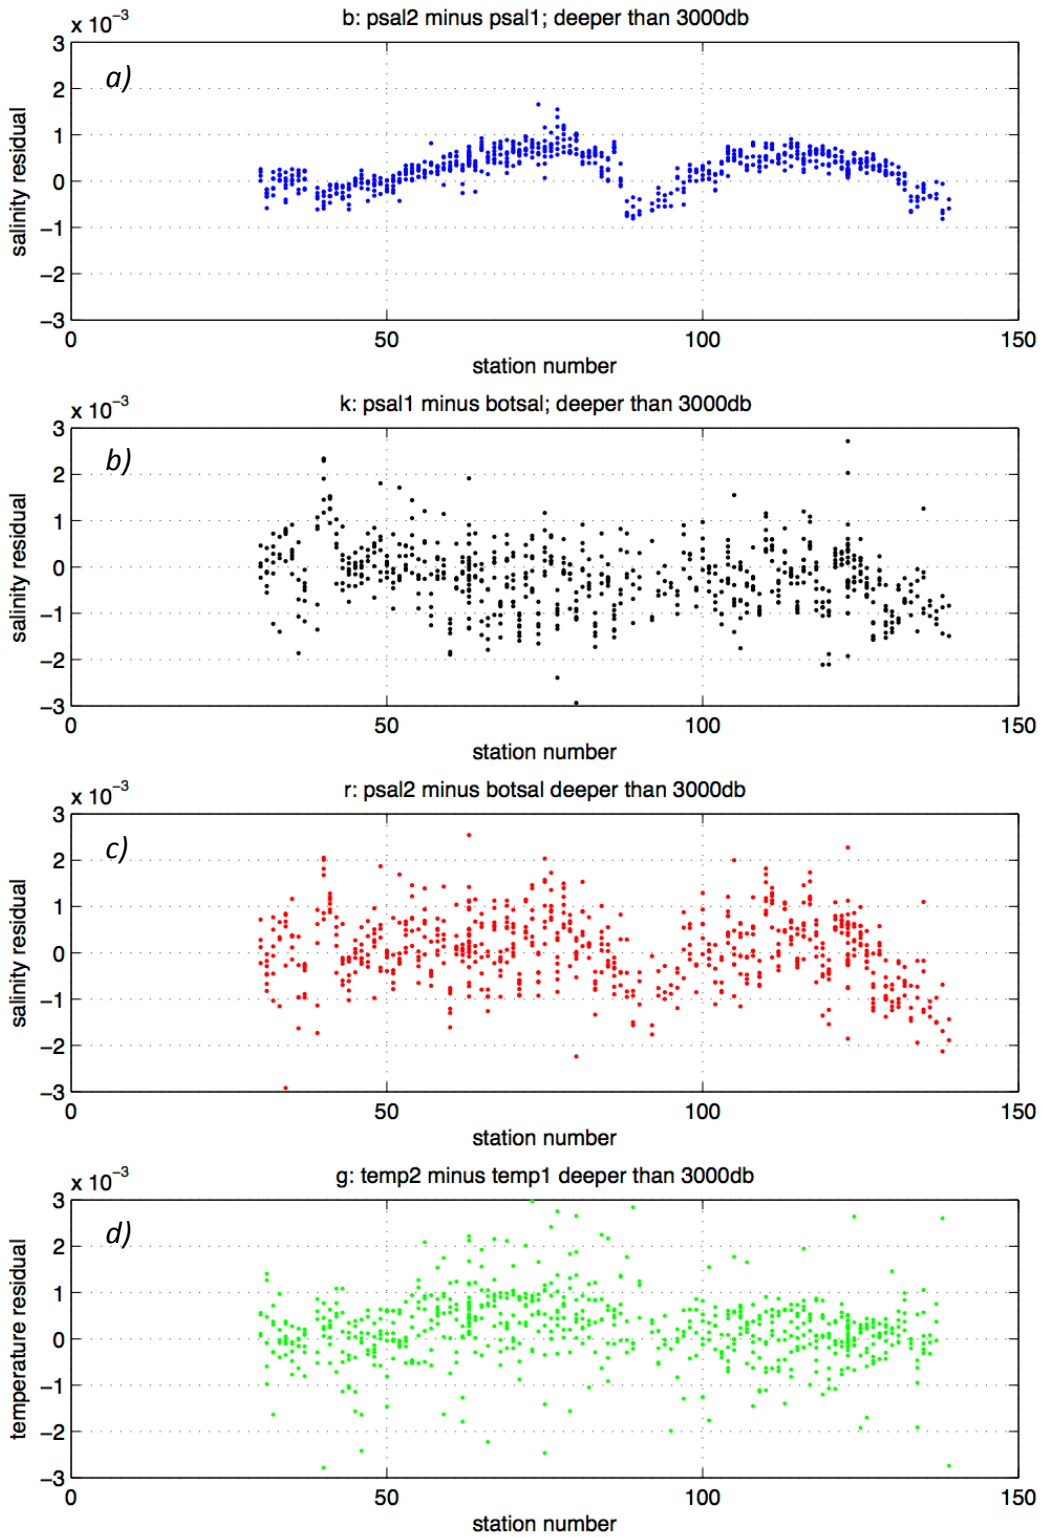 b: psal2 minus psal1; deeper than 3000db
x 10⁻³
a)
3
2
1
0
−1
−2
−3
salinity residual
0 50 100 150
station number
k: psal1 minus botsal; deeper than 3000db
x 10⁻³
b)
3
2
1
0
−1
−2
−3
salinity residual
0 50 100 150
station number
r: psal2 minus botsal deeper than 3000db
x 10⁻³
c)
3
2
1
0
−1
−2
−3
salinity residual
0 50 100 150
station number
g: temp2 minus temp1 deeper than 3000db
x 10⁻³
d)
3
2
1
0
−1
−2
−3
temperature residual
0 50 100 150
station number